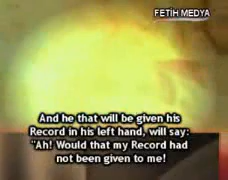 FETİH MEDYA
And he that will be given his
Record in his left hand, will say:
"Ah! Would that my Record had
not been given to me!